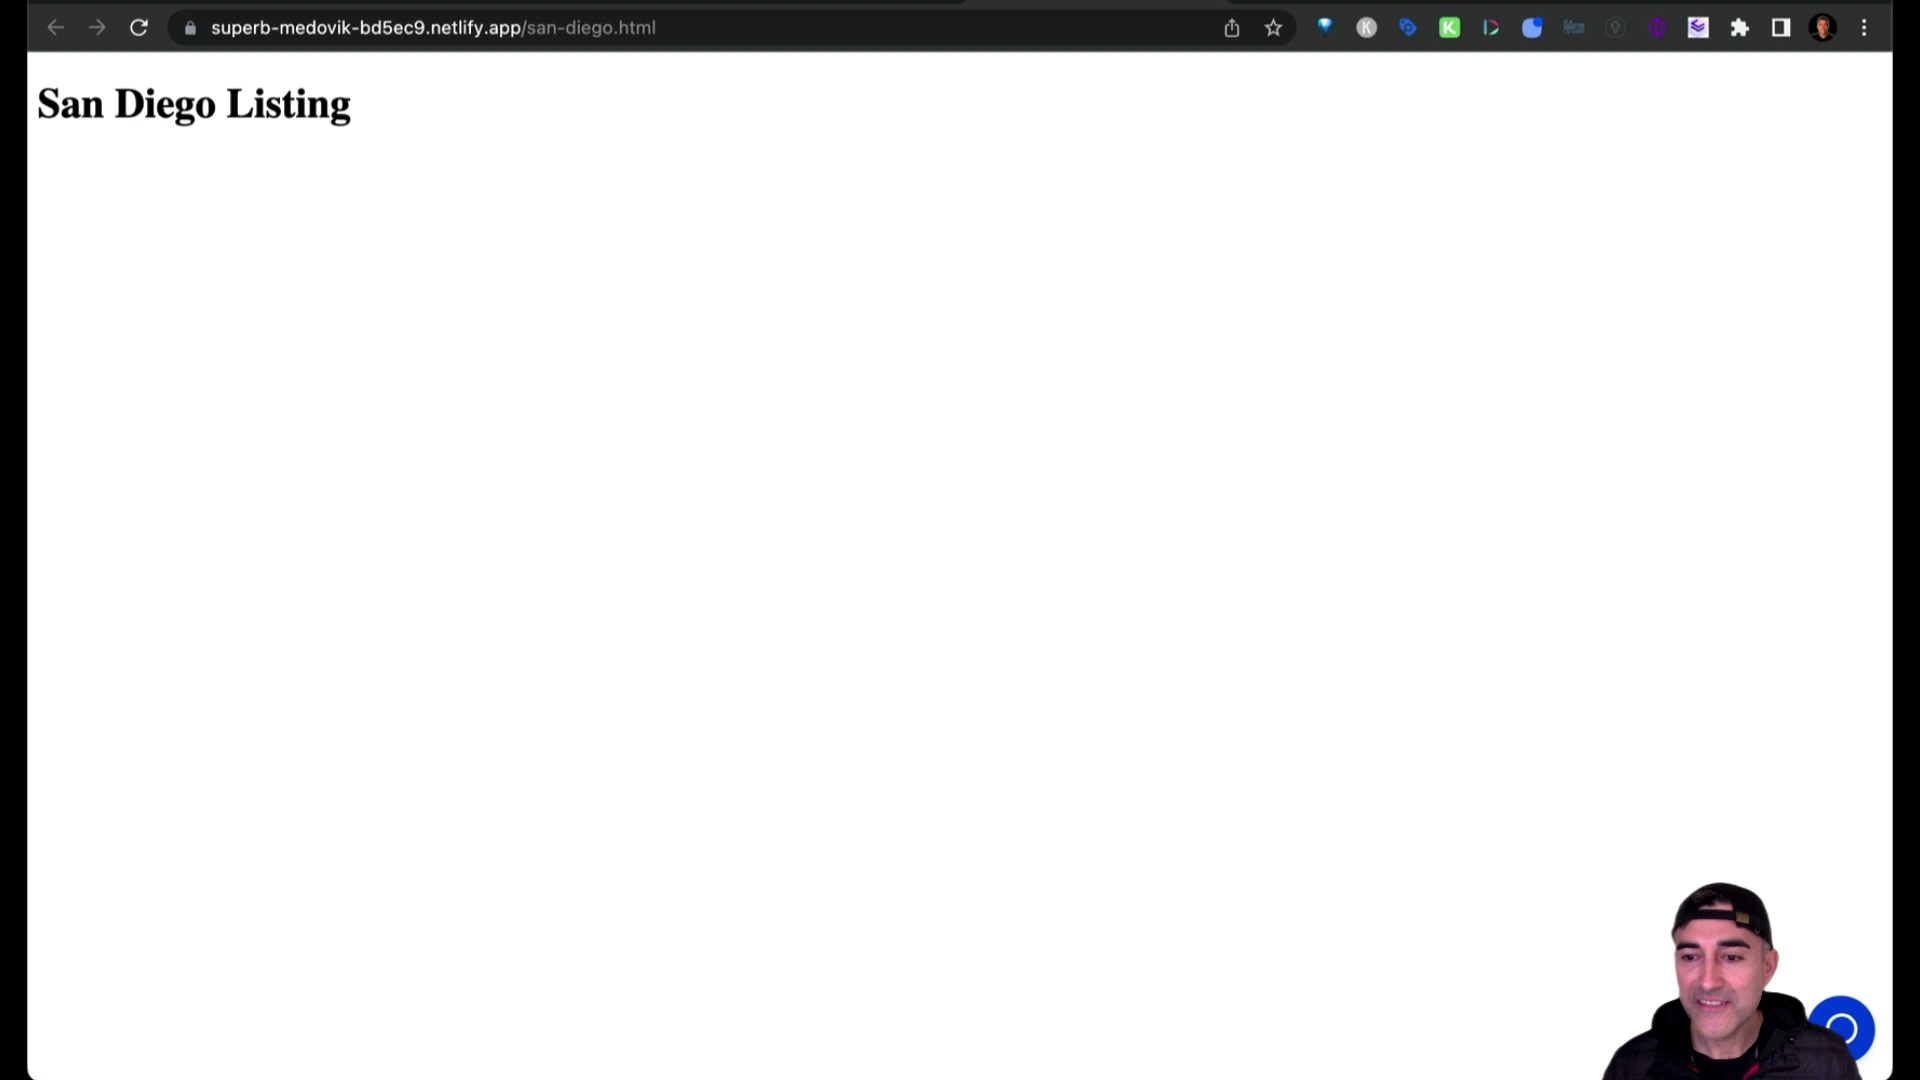 superb-medovik-bd5ec9.netlify.app/san-diego.html
K
K
San Diego Listing